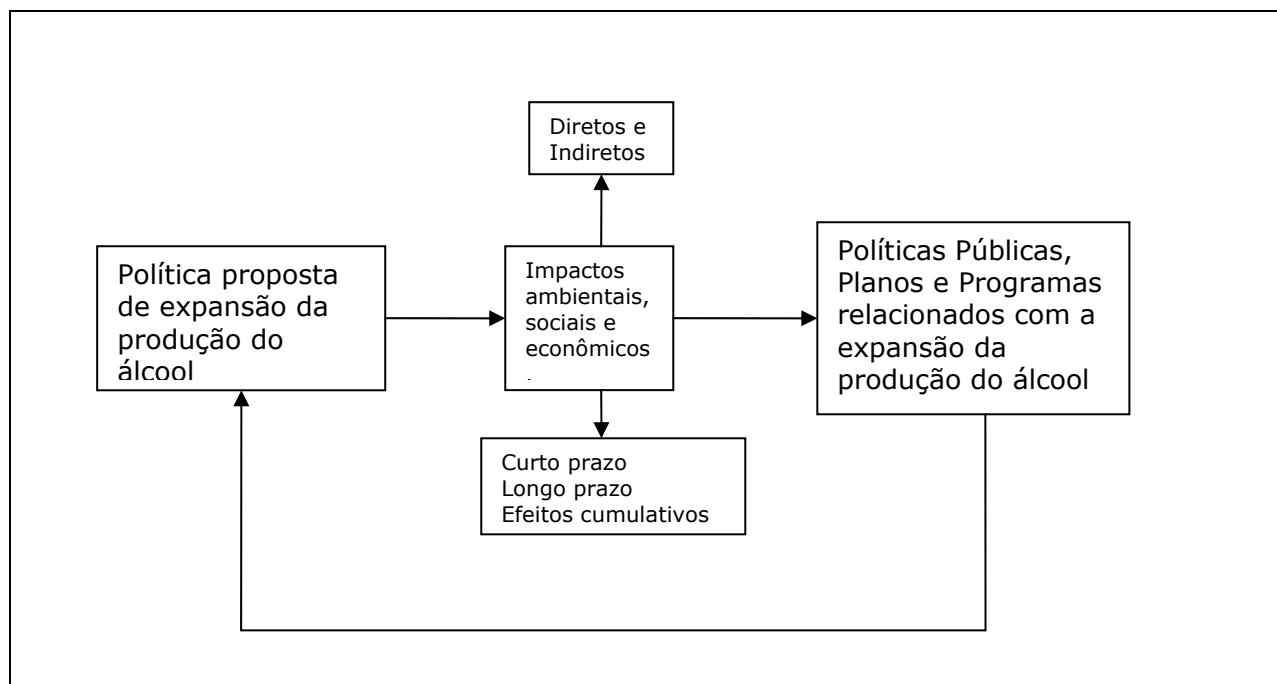 Diretos e
Indiretos
Política proposta
de expansão da
produção do
álcool
Impactos
ambientais,
sociais e
econômicos
.
Políticas Públicas,
Planos e Programas
relacionados com a
expansão da
produção do álcool
Curto prazo
Longo prazo
Efeitos cumulativos